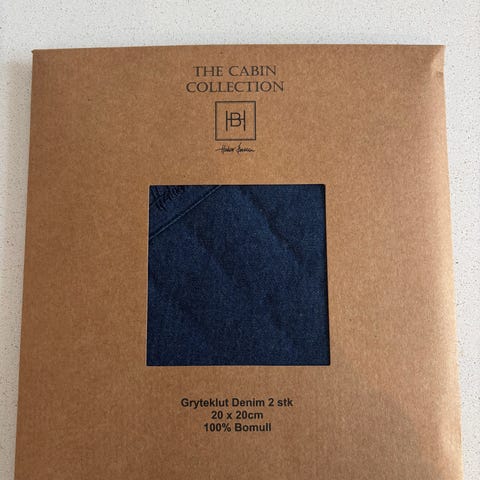 THE CABIN
COLLECTION
HB
Gryteklut Denim 2 stk
20 x 20cm
100% Bomull